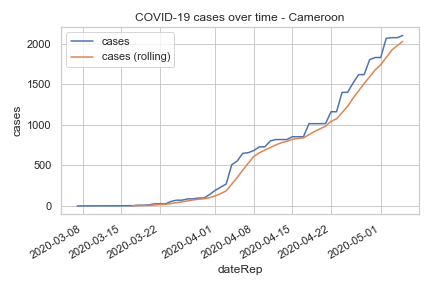 COVID-19 cases over time - Cameroon
cases
cases (rolling)
2000
1500
1000
500
0
cases
2020-03-08
2020-03-15
2020-03-22
2020-04-01
2020-04-08
2020-04-15
2020-04-22
2020-05-01
dateRep